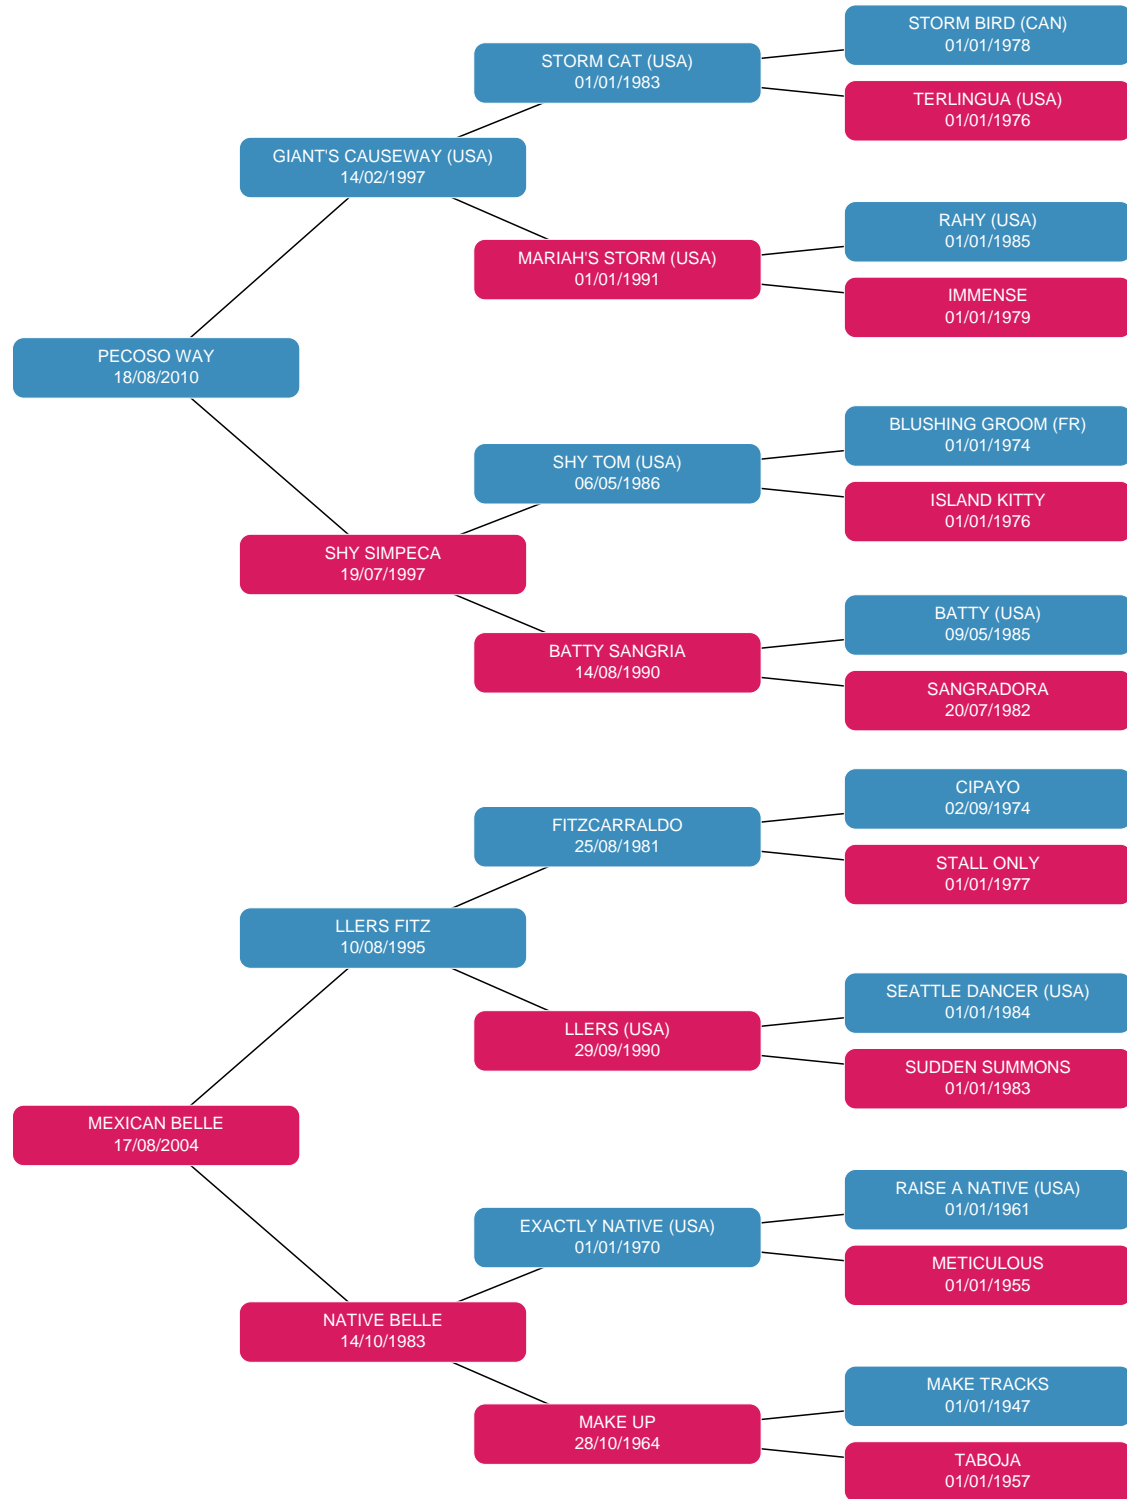 STORM BIRD (CAN)
01/01/1978
STORM CAT (USA)
01/01/1983
TERLINGUA (USA)
01/01/1976
GIANT'S CAUSEWAY (USA)
14/02/1997
RAHY (USA)
01/01/1985
MARIAH'S STORM (USA)
01/01/1991
IMMENSE
01/01/1979
PECOSO WAY
18/08/2010
BLUSHING GROOM (FR)
01/01/1974
SHY TOM (USA)
06/05/1986
ISLAND KITTY
01/01/1976
SHY SIMPECA
19/07/1997
BATTY (USA)
09/05/1985
BATTY SANGRIA
14/08/1990
SANGRADORA
20/07/1982
CIPAYO
02/09/1974
FITZCARRALDO
25/08/1981
STALL ONLY
01/01/1977
LLERS FITZ
10/08/1995
SEATTLE DANCER (USA)
01/01/1984
LLERS (USA)
29/09/1990
SUDDEN SUMMONS
01/01/1983
MEXICAN BELLE
17/08/2004
RAISE A NATIVE (USA)
01/01/1961
EXACTLY NATIVE (USA)
01/01/1970
METICULOUS
01/01/1955
NATIVE BELLE
14/10/1983
MAKE TRACKS
01/01/1947
MAKE UP
28/10/1964
TABOJA
01/01/1957